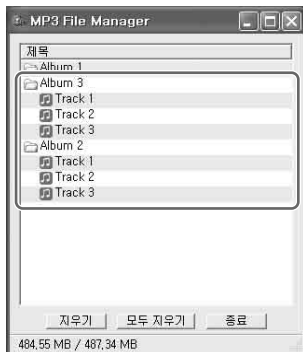 MP3 File Manager
제목
Album 1
Album 3
Track 1
Track 2
Track 3
Album 2
Track 1
Track 2
Track 3
지우기 모두 지우기 종료
484,55 MB / 487,34 MB